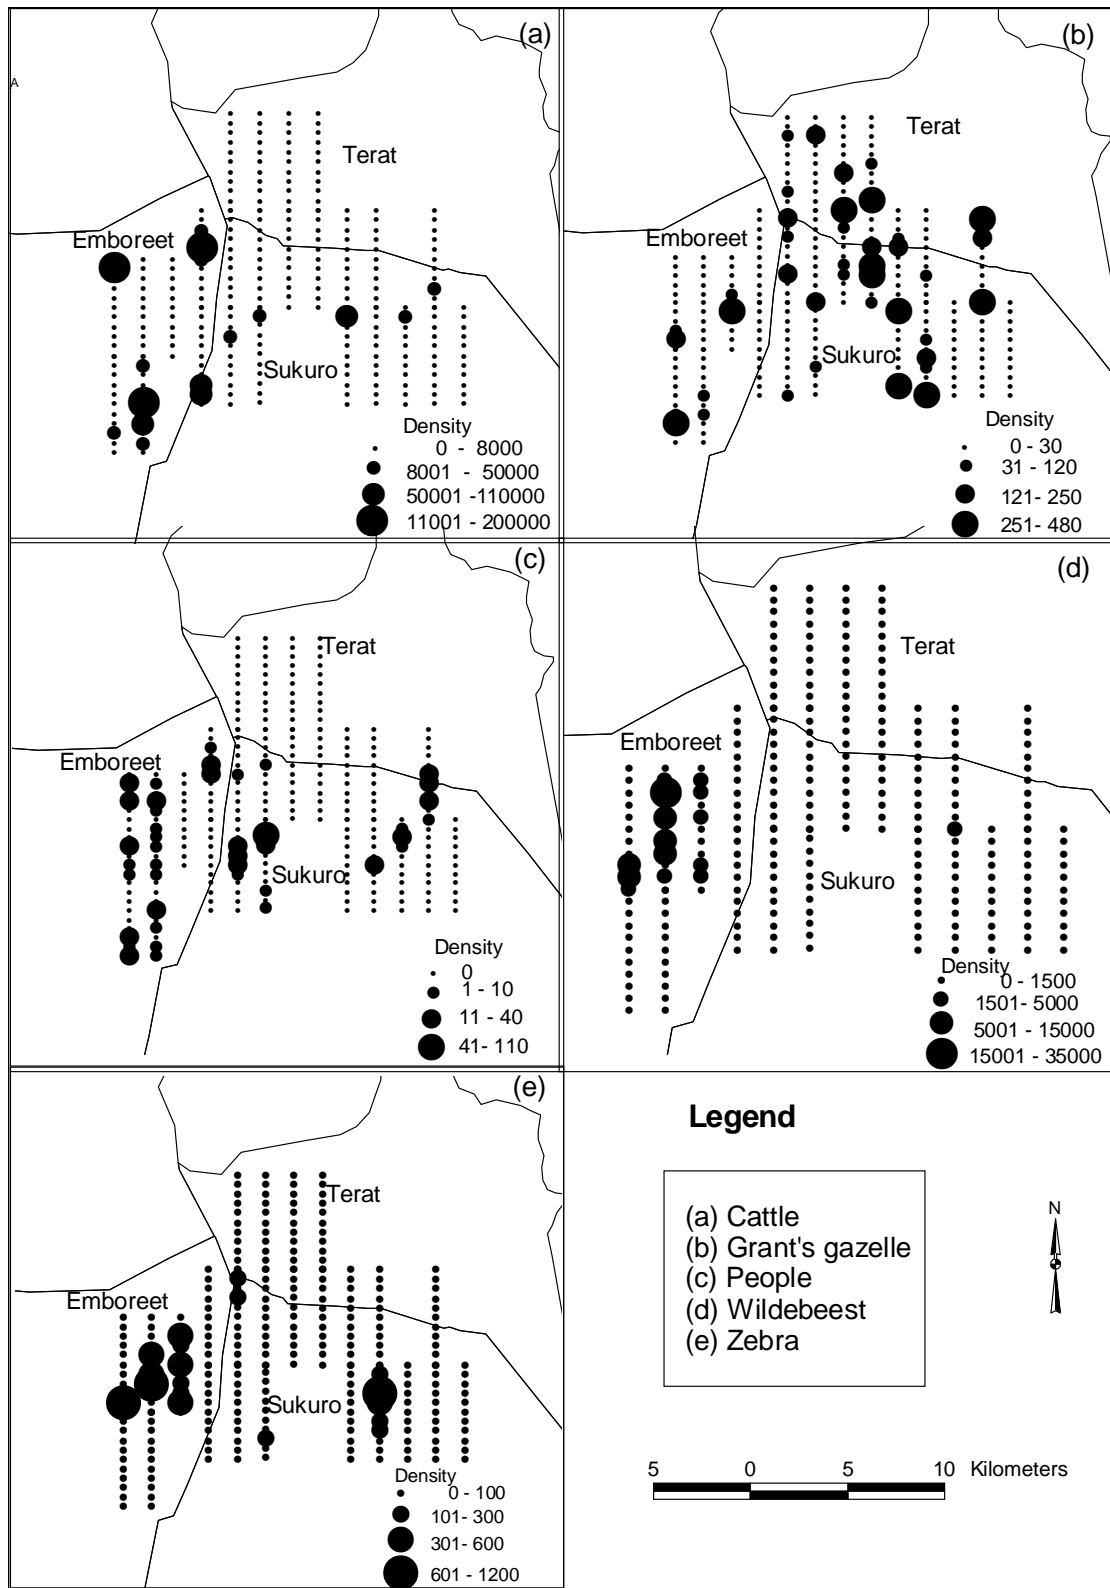 (a)
A
Terat
Emboreet
Sukuro
Density
0 - 8000
8001 - 50000
50001 -110000
11001 - 200000
(b)
Terat
Emboreet
Sukuro
Density
0 - 30
31 - 120
121- 250
251- 480
(c)
Terat
Emboreet
Sukuro
Density
0
1 - 10
11 - 40
41- 110
(d)
Terat
Emboreet
Sukuro
Density
0 - 1500
1501- 5000
5001 - 15000
15001 - 35000
(e)
Terat
Emboreet
Sukuro
Density
0 - 100
101- 300
301- 600
601 - 1200
Legend
(a) Cattle
(b) Grant's gazelle
(c) People
(d) Wildebeest
(e) Zebra
N
5 0 5 10 Kilometers